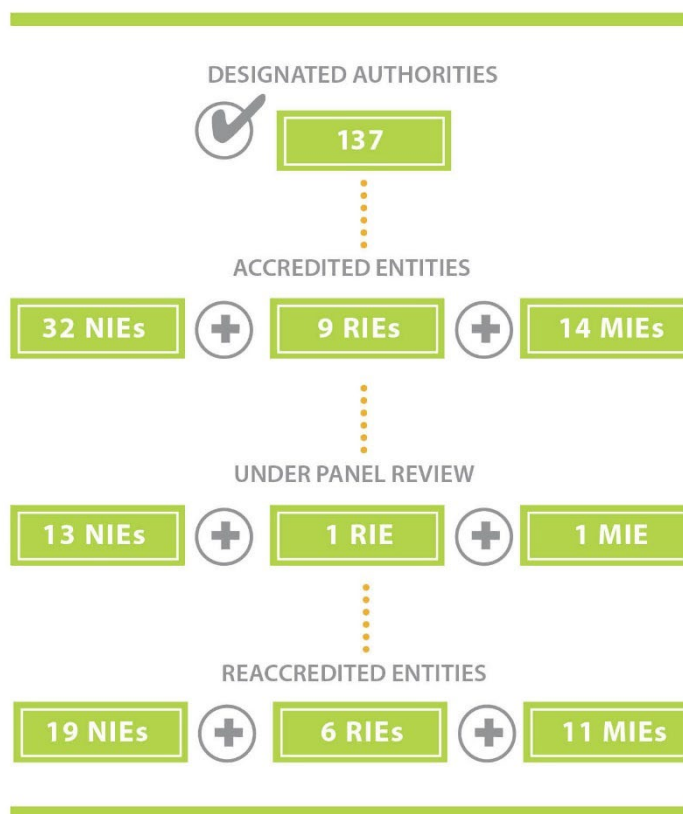 DESIGNATED AUTHORITIES
137
ACCREDITED ENTITIES
32 NIEs + 9 RIEs + 14 MIEs
UNDER PANEL REVIEW
13 NIEs + 1 RIE + 1 MIE
REACCREDITED ENTITIES
19 NIEs + 6 RIEs + 11 MIEs